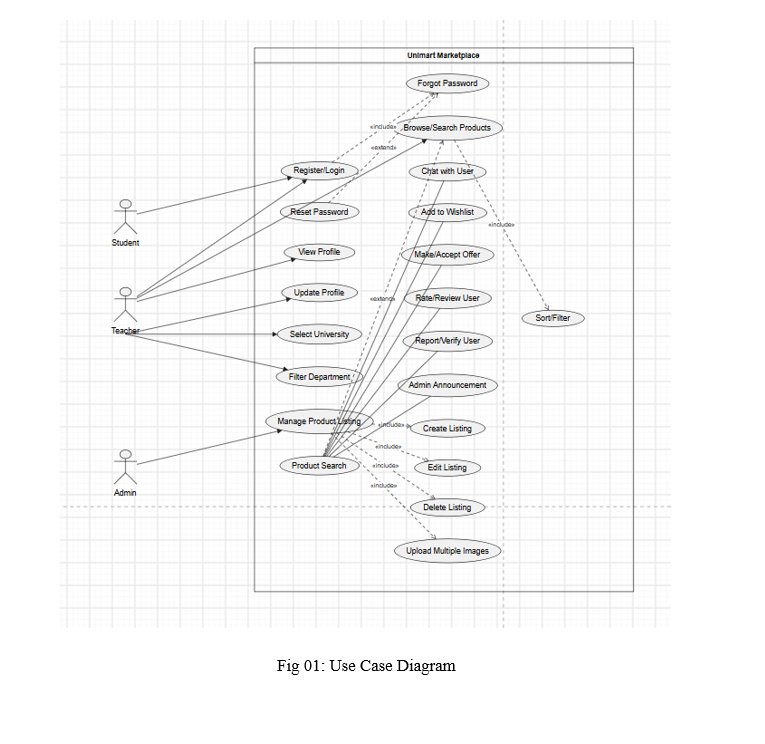 Unimart Marketplace
Forgot Password
«include»
Browse/Search Products
«extend»
Register/Login
Chat with User
Student
Reset Password
Add to Wishlist
«include»
View Profile
Make/Accept Offer
Teacher
Update Profile
«extend»
Rate/Review User
Sort/Filter
Select University
Report/Verify User
Filter Department
Admin Announcement
Manage Product Listing
«include»
Create Listing
«include»
Admin
Product Search
«include»
Edit Listing
«include»
Delete Listing
Upload Multiple Images
Fig 01: Use Case Diagram